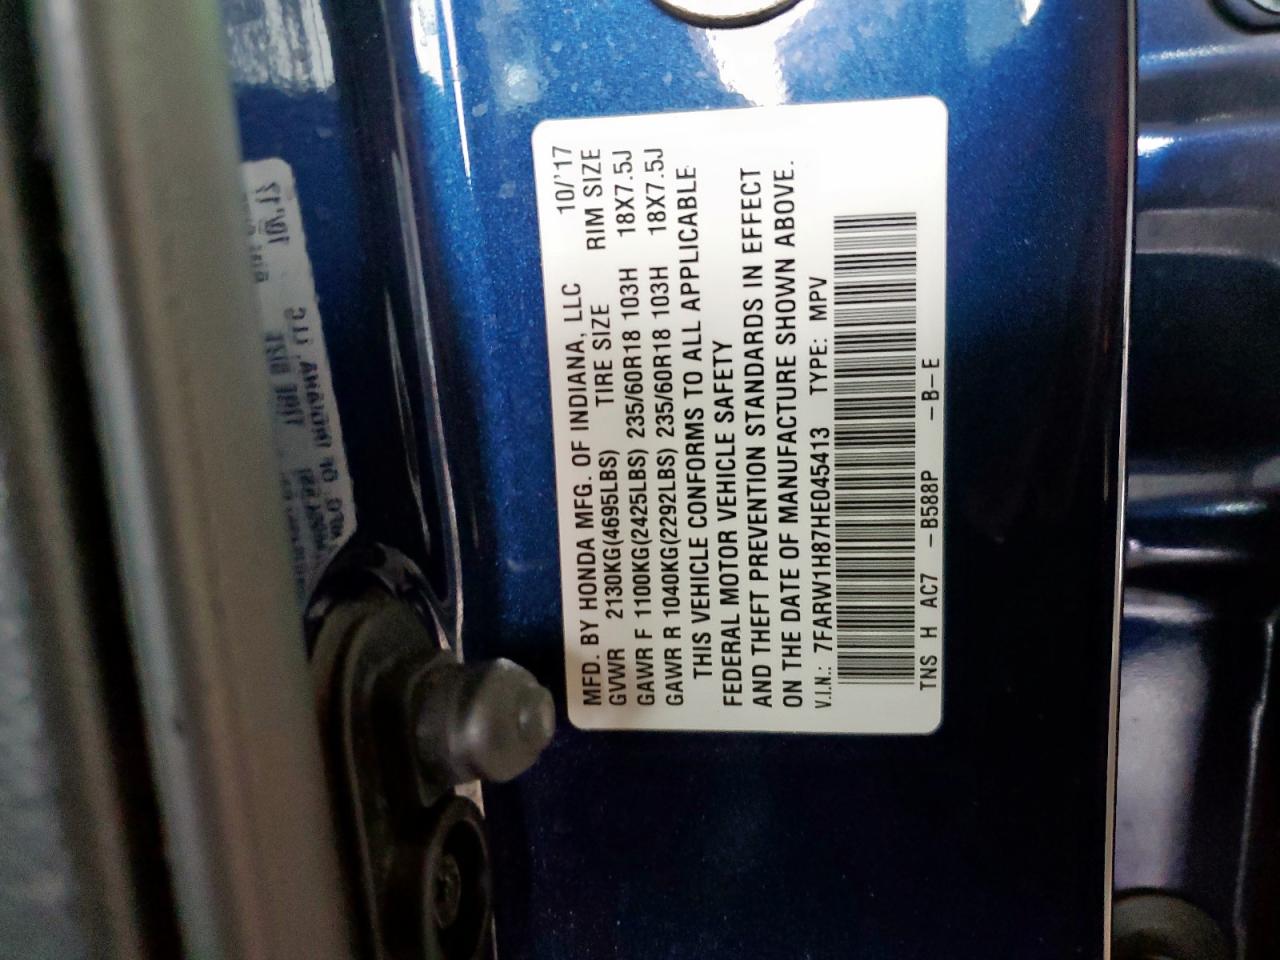 MFD. BY HONDA MFG. OF INDIANA, LLC 10/'17
GVWR 2130KG(4695LBS) TIRE SIZE RIM SIZE
GAWR F 1100KG(2425LBS) 235/60R18 103H 18X7.5J
GAWR R 1040KG(2292LBS) 235/60R18 103H 18X7.5J
THIS VEHICLE CONFORMS TO ALL APPLICABLE
FEDERAL MOTOR VEHICLE SAFETY
AND THEFT PREVENTION STANDARDS IN EFFECT
ON THE DATE OF MANUFACTURE SHOWN ABOVE.
V.I.N.: 7FARW1H87HE045413 TYPE: MPV
TNS H AC7 -B588P -B-E